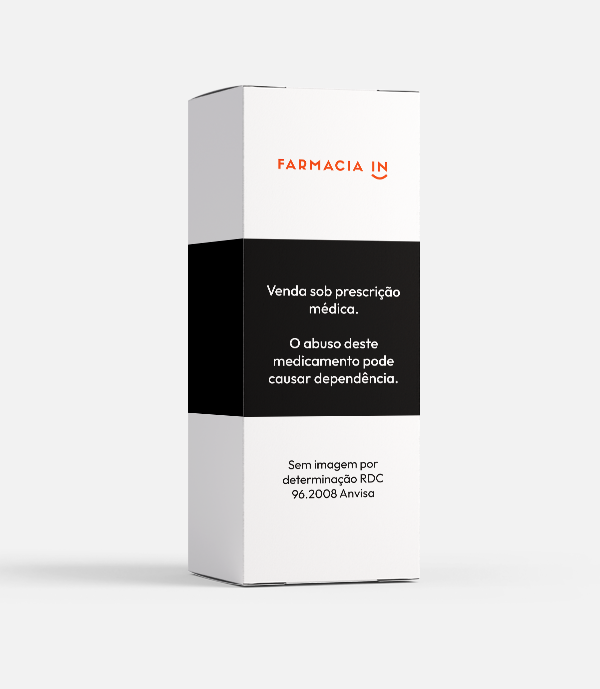 FARMACIA IN
Venda sob prescrição
médica.
O abuso deste
medicamento pode
causar dependência.
Sem imagem por
determinação RDC
96.2008 Anvisa